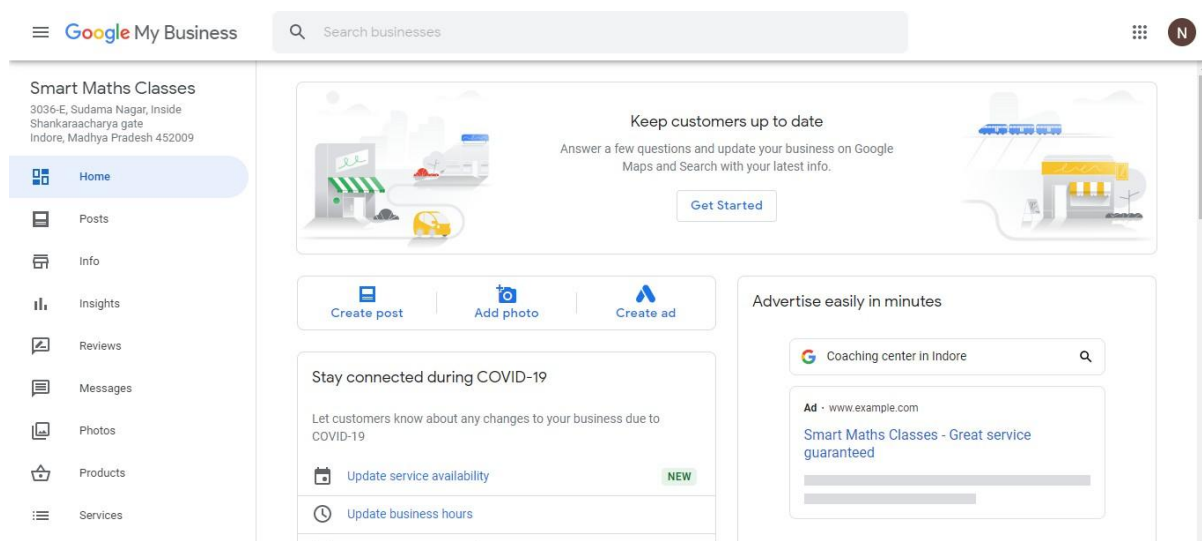 Google My Business
Search businesses
N
Smart Maths Classes
3036-E, Sudama Nagar, Inside
Shankaraacharya gate
Indore, Madhya Pradesh 452009
Home
Posts
Info
Insights
Reviews
Messages
Photos
Products
Services
Keep customers up to date
Answer a few questions and update your business on Google
Maps and Search with your latest info.
Get Started
Create post
Add photo
Create ad
Stay connected during COVID-19
Let customers know about any changes to your business due to
COVID-19
Update service availability
NEW
Update business hours
Advertise easily in minutes
G Coaching center in Indore
Ad · www.example.com
Smart Maths Classes - Great service
guaranteed